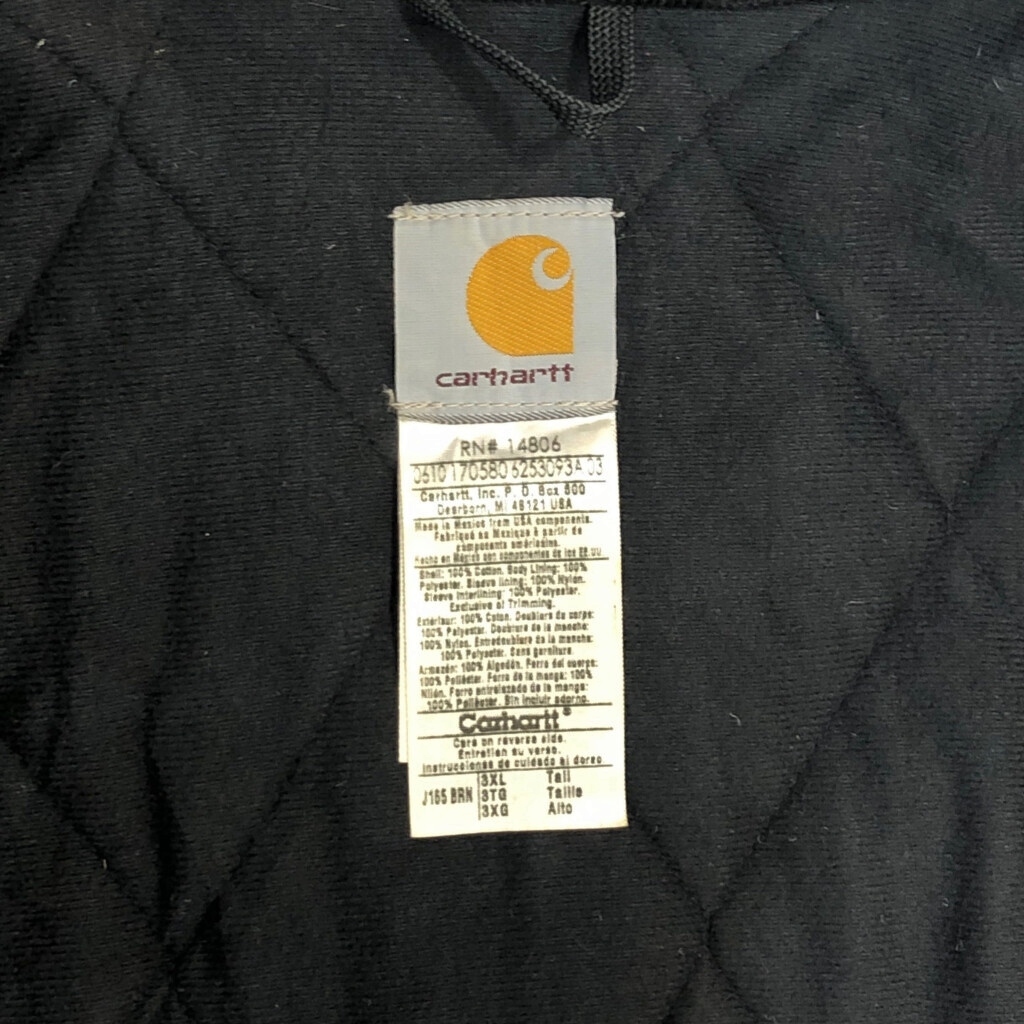 carhartt
RN# 14806
0610 170580 6253093A 03
Carhartt, Inc. P. O. Box 600
Dearborn, MI 48121 USA
Made in Mexico from USA components.
Fabriqué au Mexique à partir de
composants américains.
Hecho en México con componentes de los EE.UU.
Shell: 100% Cotton. Body Lining: 100%
Polyester. Sleeve lining: 100% Nylon.
Sleeve Interlining: 100% Polyester.
Exclusive of Trimming.
Extérieur: 100% Coton. Doublure du corps:
100% Polyester. Doublure de la manche:
100% Nylon. Entredoublure de la manche:
100% Polyester. Sans garniture.
Armazón: 100% Algodón. Forro del cuerpo:
100% Poliéster. Forro de la manga: 100%
Nilón. Forro entrelazado de la manga:
100% Poliéster. Sin incluir adorno.
Carhartt®
Care on reverse side.
Entretien au verso.
Instrucciones de cuidado al dorso
J165 BRN 3XL Tall
3TG Taille
3XG Alto